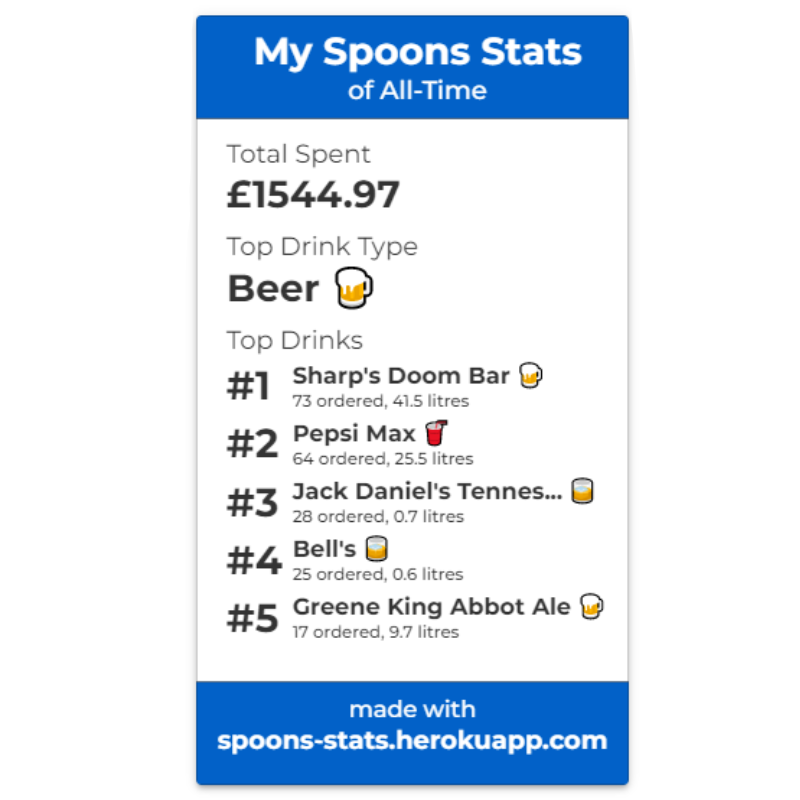 My Spoons Stats
of All-Time
Total Spent
£1544.97
Top Drink Type
Beer
Top Drinks
#1 Sharp's Doom Bar
73 ordered, 41.5 litres
#2 Pepsi Max
64 ordered, 25.5 litres
#3 Jack Daniel's Tennes...
28 ordered, 0.7 litres
#4 Bell's
25 ordered, 0.6 litres
#5 Greene King Abbot Ale
17 ordered, 9.7 litres
made with
spoons-stats.herokuapp.com